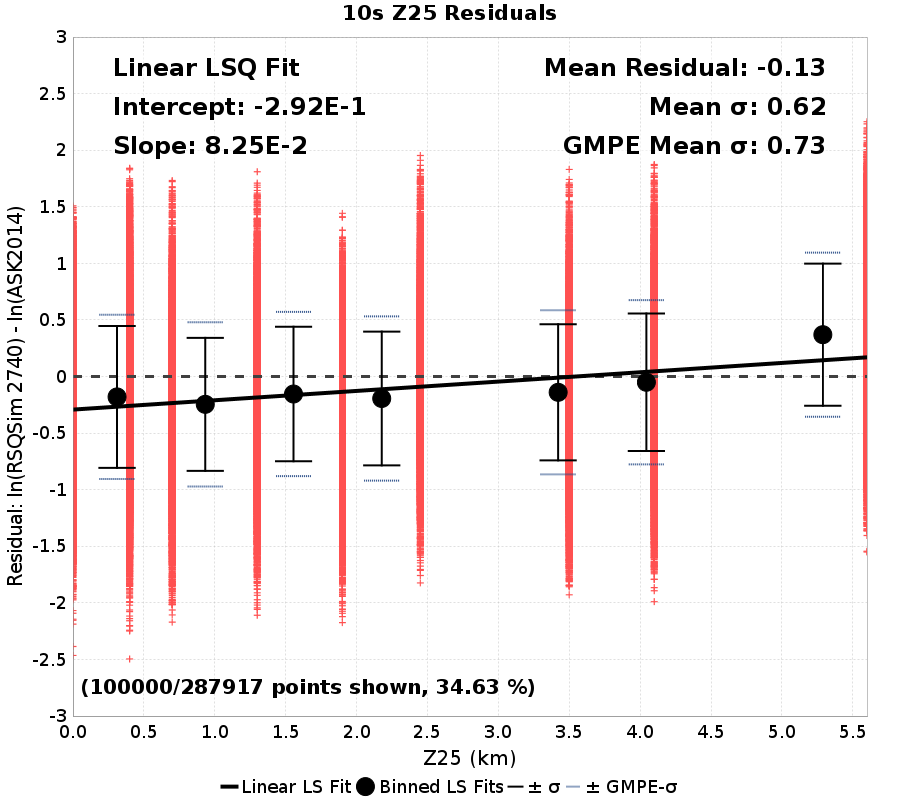 10s Z25 Residuals
Linear LSQ Fit
Intercept: -2.92E-1
Slope: 8.25E-2
Mean Residual: -0.13
Mean σ: 0.62
GMPE Mean σ: 0.73
Residual: ln(RSQSim 2740) - ln(ASK2014)
3
2.5
2
1.5
1
0.5
0
-0.5
-1
-1.5
-2
-2.5
-3
(100000/287917 points shown, 34.63 %)
0.0 0.5 1.0 1.5 2.0 2.5 3.0 3.5 4.0 4.5 5.0 5.5
Z25 (km)
Linear LS Fit Binned LS Fits ± σ ± GMPE-σ